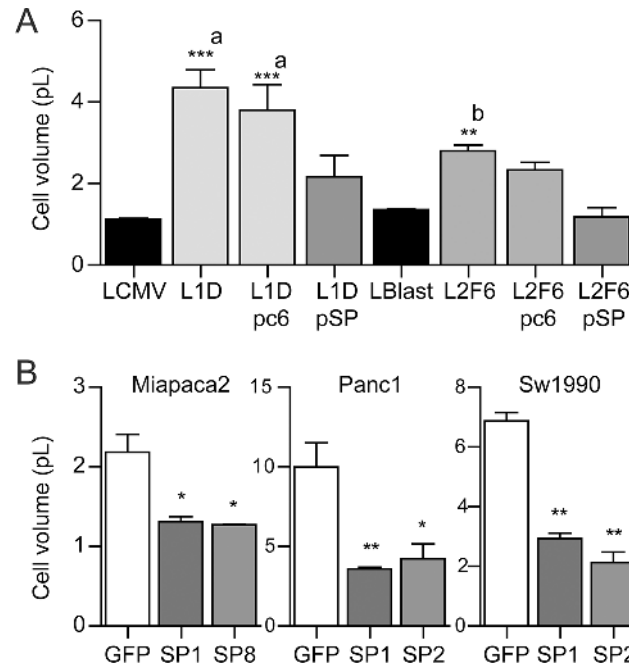 A
Cell volume (pL)
6
4
2
0
a
***
a
***
b
**
LCMV L1D L1D L1D LBlast L2F6 L2F6 L2F6
pc6 pSP pc6 pSP
B
Miapaca2 Panc1 Sw1990
Cell volume (pL)
3
2
1
0
* *
15
10
5
0
** *
8
6
4
2
0
** **
GFP SP1 SP8 GFP SP1 SP2 GFP SP1 SP2